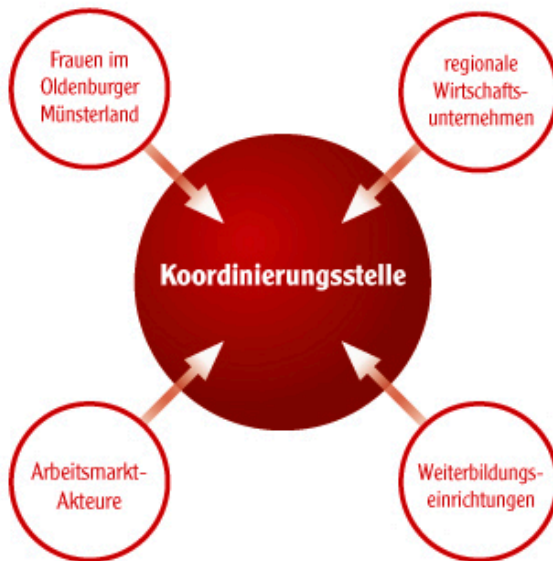 Frauen im
Oldenburger
Münsterland
regionale
Wirtschafts-
unternehmen
Koordinierungsstelle
Arbeitsmarkt-
Akteure
Weiterbildungs-
einrichtungen